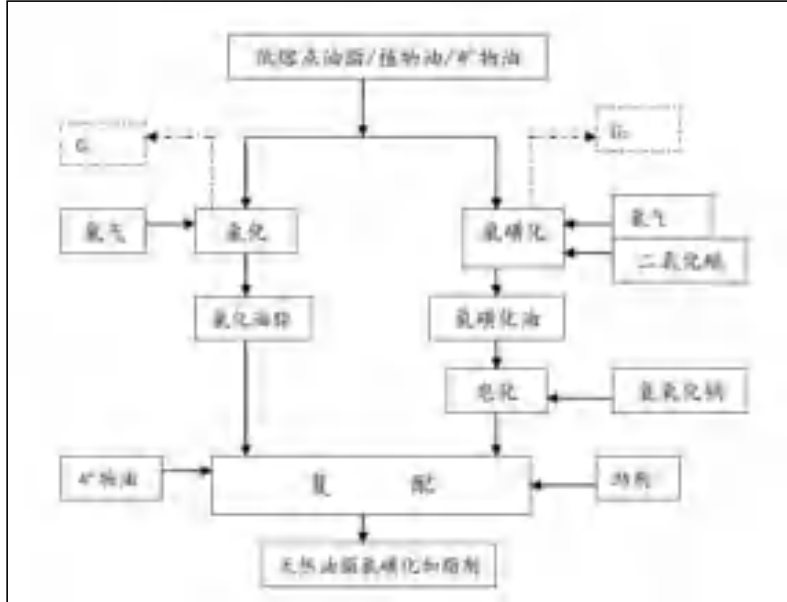 低熔点油脂/植物油/矿物油
氯气
氯化
氯磺化
氯气
二氧化硫
氯化油脂
氯磺化油
皂化
氢氧化钠
矿物油
复 配
助剂
天然油脂氯磺化加脂剂